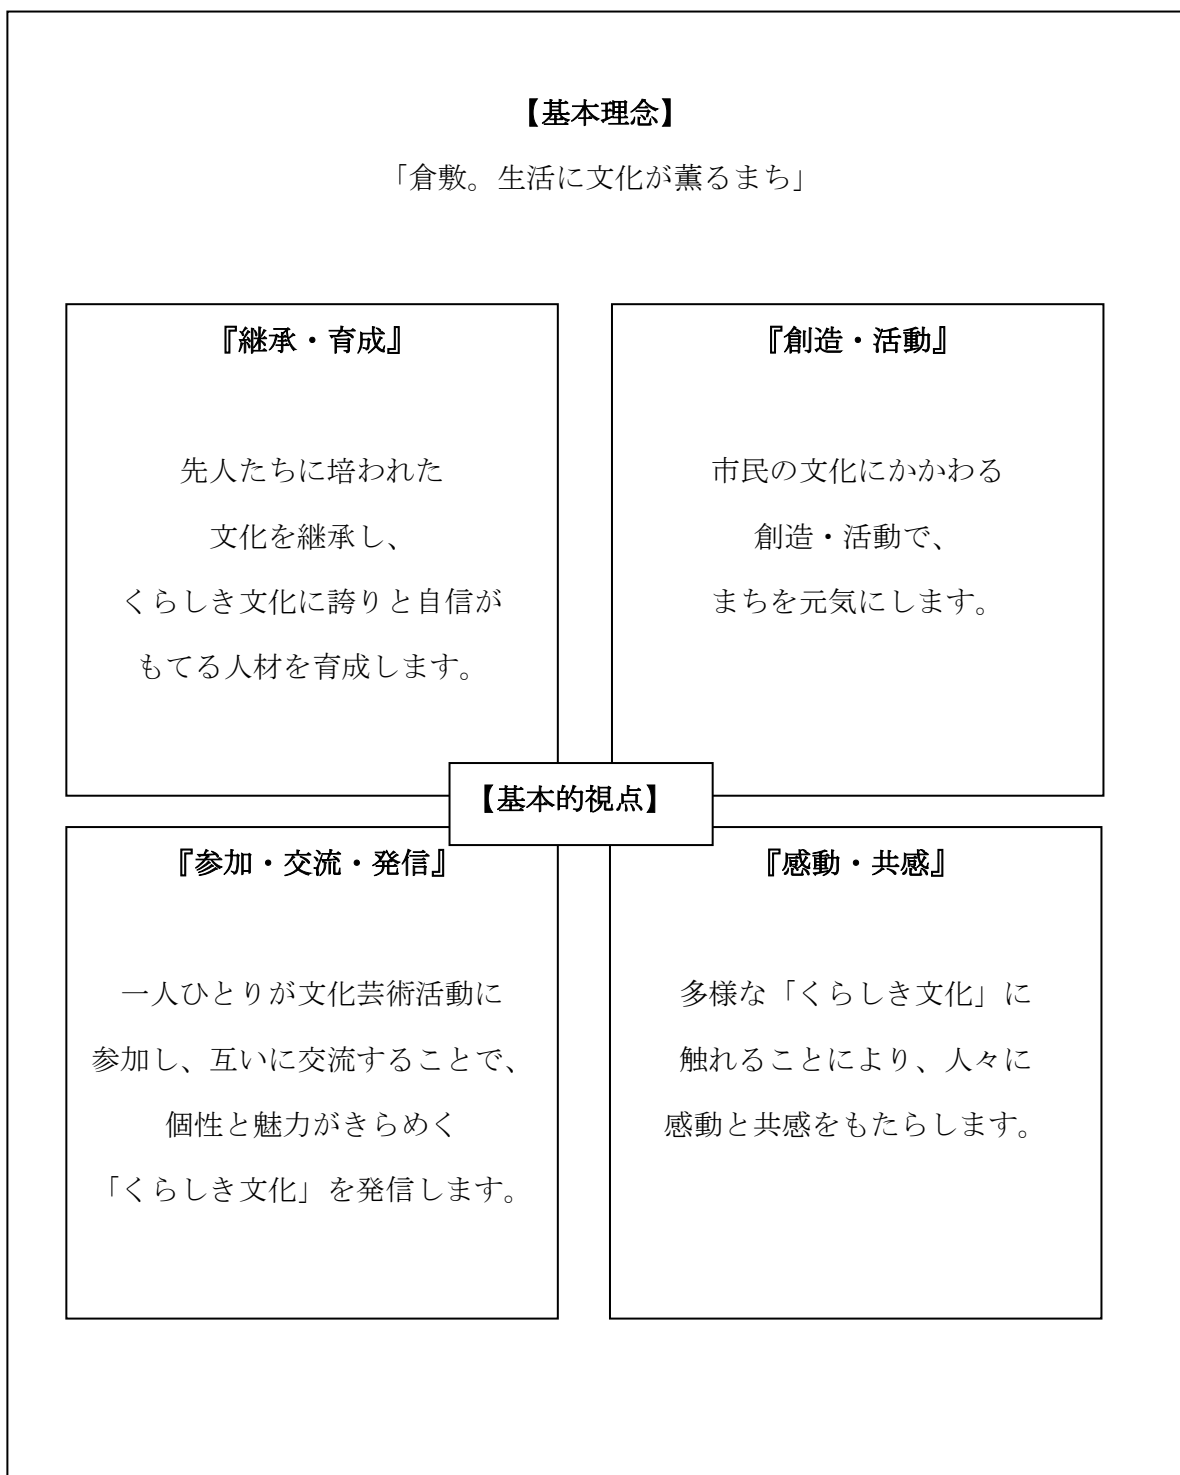 【基本理念】
「倉敷。生活に文化が薫るまち」
『継承・育成』
先人たちに培われた
文化を継承し、
くらしき文化に誇りと自信が
もてる人材を育成します。
『創造・活動』
市民の文化にかかわる
創造・活動で、
まちを元気にします。
【基本的視点】
『参加・交流・発信』
一人ひとりが文化芸術活動に
参加し、互いに交流することで、
個性と魅力がきらめく
「くらしき文化」を発信します。
『感動・共感』
多様な「くらしき文化」に
触れることにより、人々に
感動と共感をもたらします。